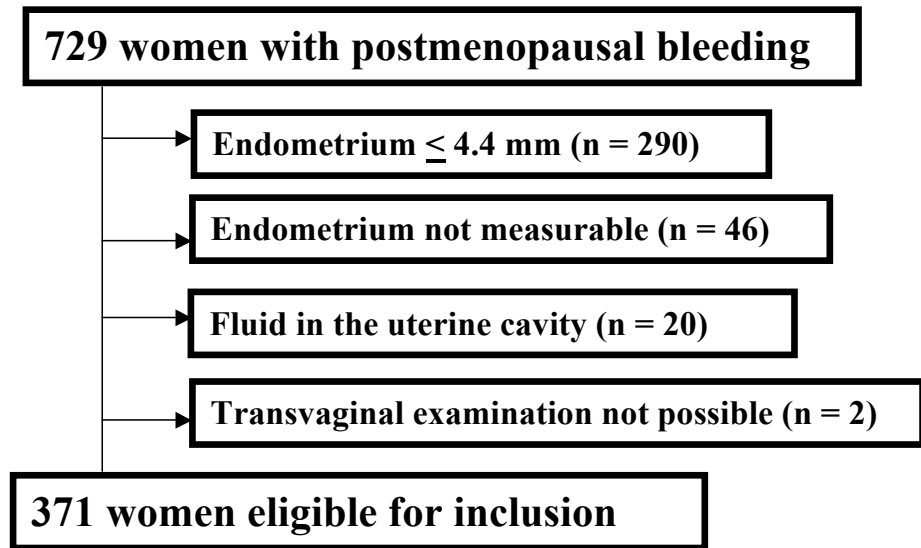 729 women with postmenopausal bleeding
Endometrium ≤ 4.4 mm (n = 290)
Endometrium not measurable (n = 46)
Fluid in the uterine cavity (n = 20)
Transvaginal examination not possible (n = 2)
371 women eligible for inclusion